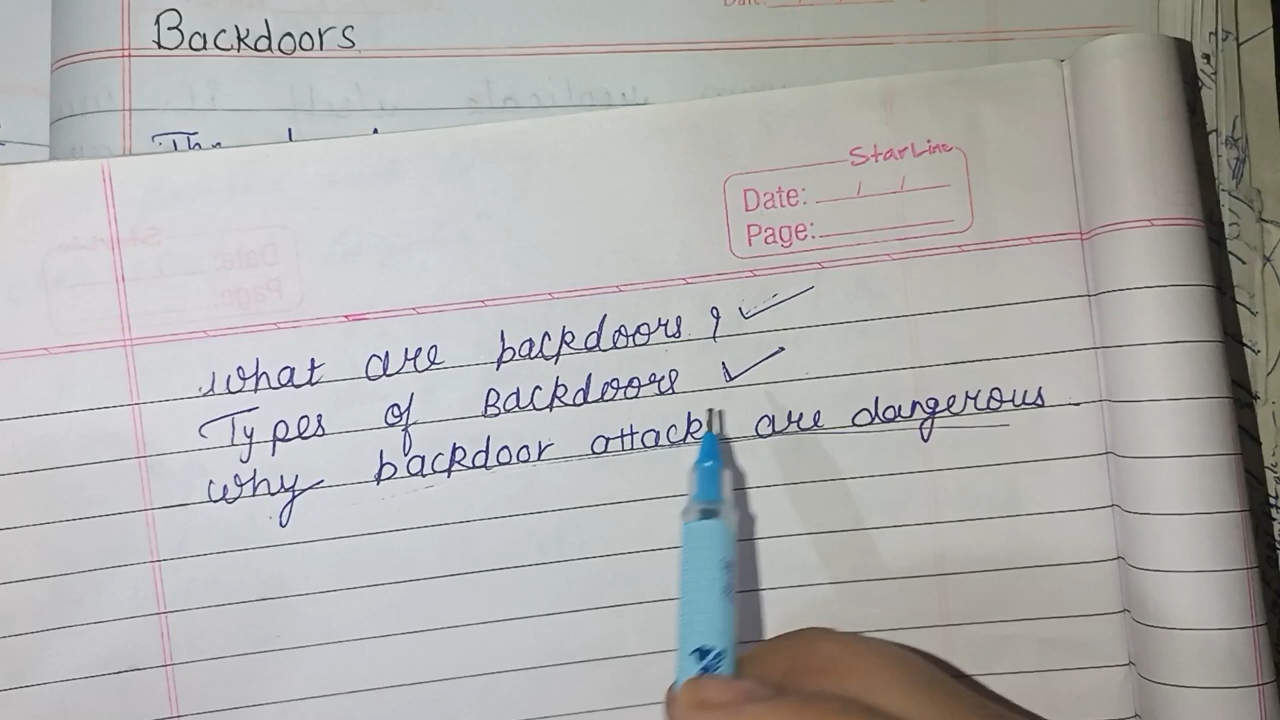 Backdoors
StarLine
Date:
Page:
what are backdoors ?
Types of Backdoors
why backdoor attack are dangerous